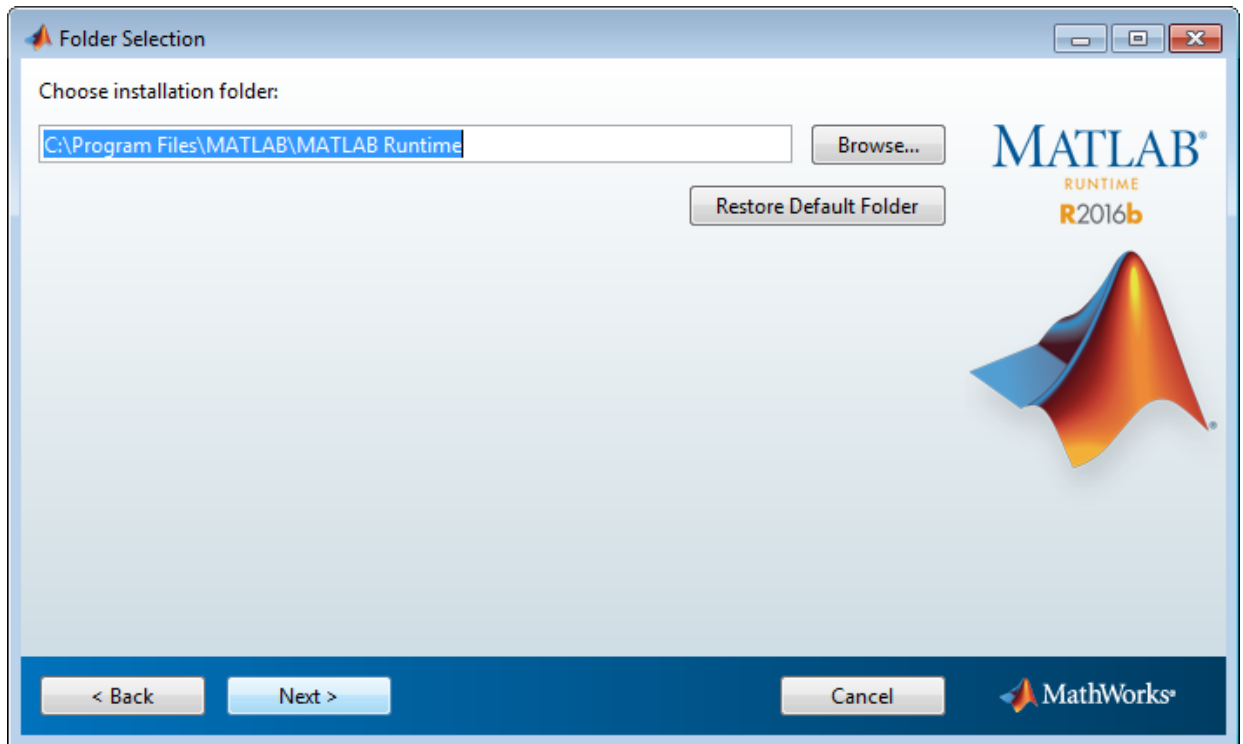 Folder Selection
Choose installation folder:
C:\Program Files\MATLAB\MATLAB Runtime
Browse...
Restore Default Folder
MATLAB®
RUNTIME
R2016b
®
< Back
Next >
Cancel
MathWorks®